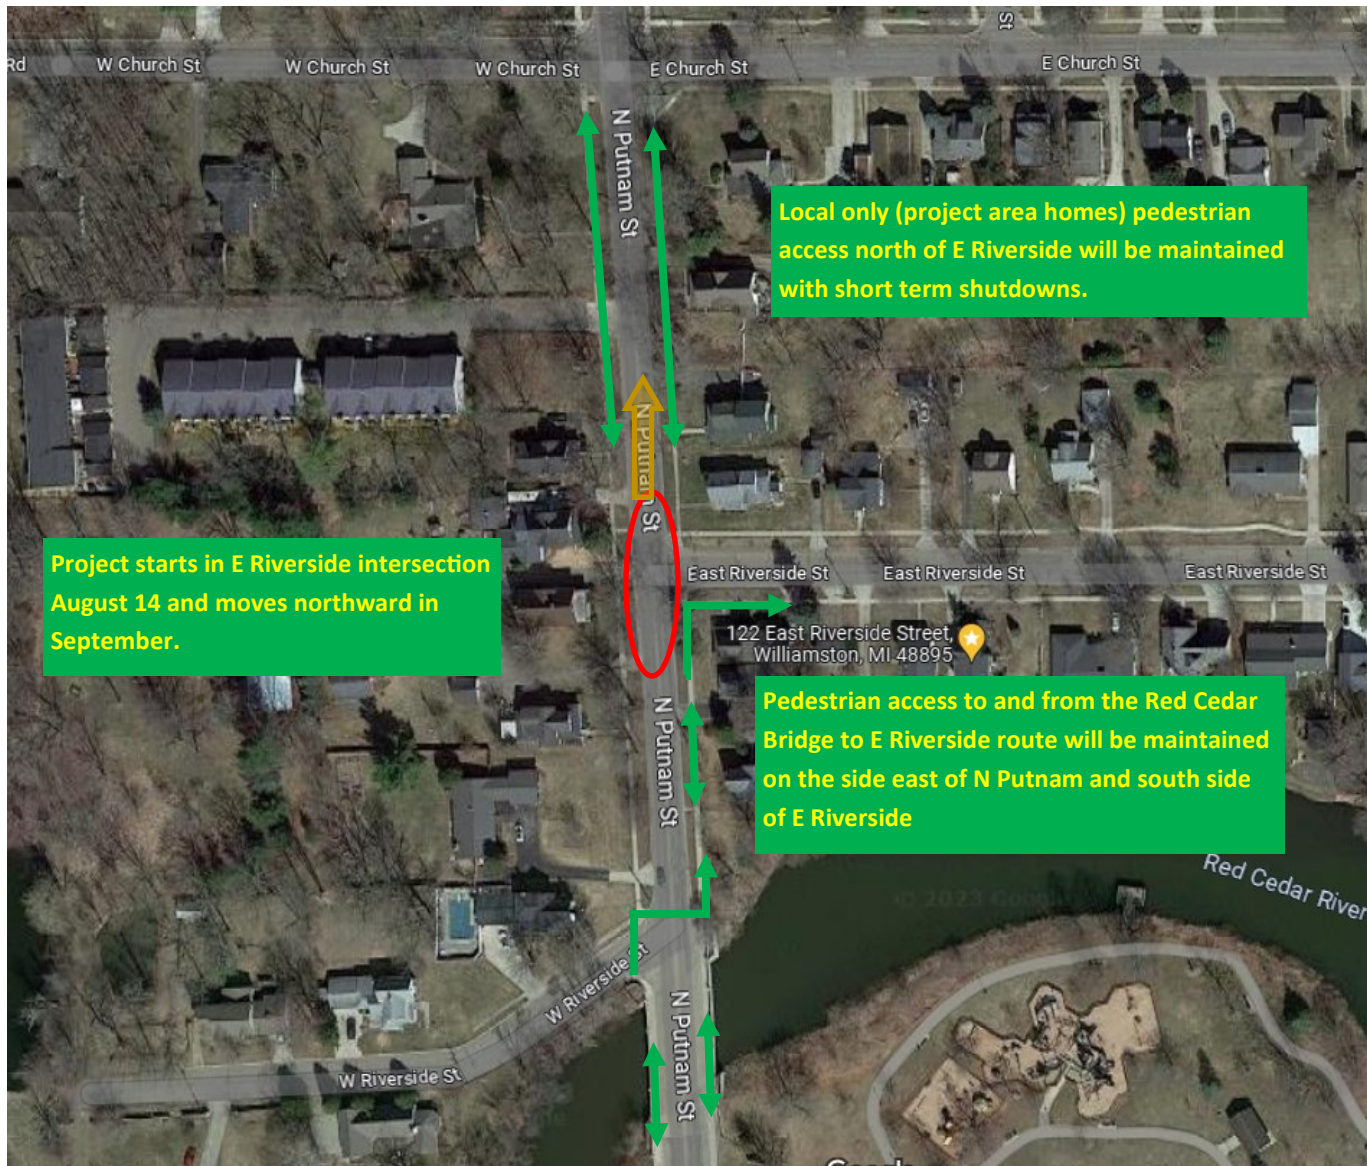 St
Rd
W Church St
W Church St
W Church St
E Church St
E Church St
N Putnam St
Local only (project area homes) pedestrian
access north of E Riverside will be maintained
with short term shutdowns.
N Putnam St
Project starts in E Riverside intersection
August 14 and moves northward in
September.
East Riverside St
East Riverside St
East Riverside St
122 East Riverside Street,
Williamston, MI 48895
N Putnam St
Pedestrian access to and from the Red Cedar
Bridge to E Riverside route will be maintained
on the side east of N Putnam and south side
of E Riverside
Red Cedar River
© 2023 Google
W Riverside St
N Putnam St
W Riverside St
Google